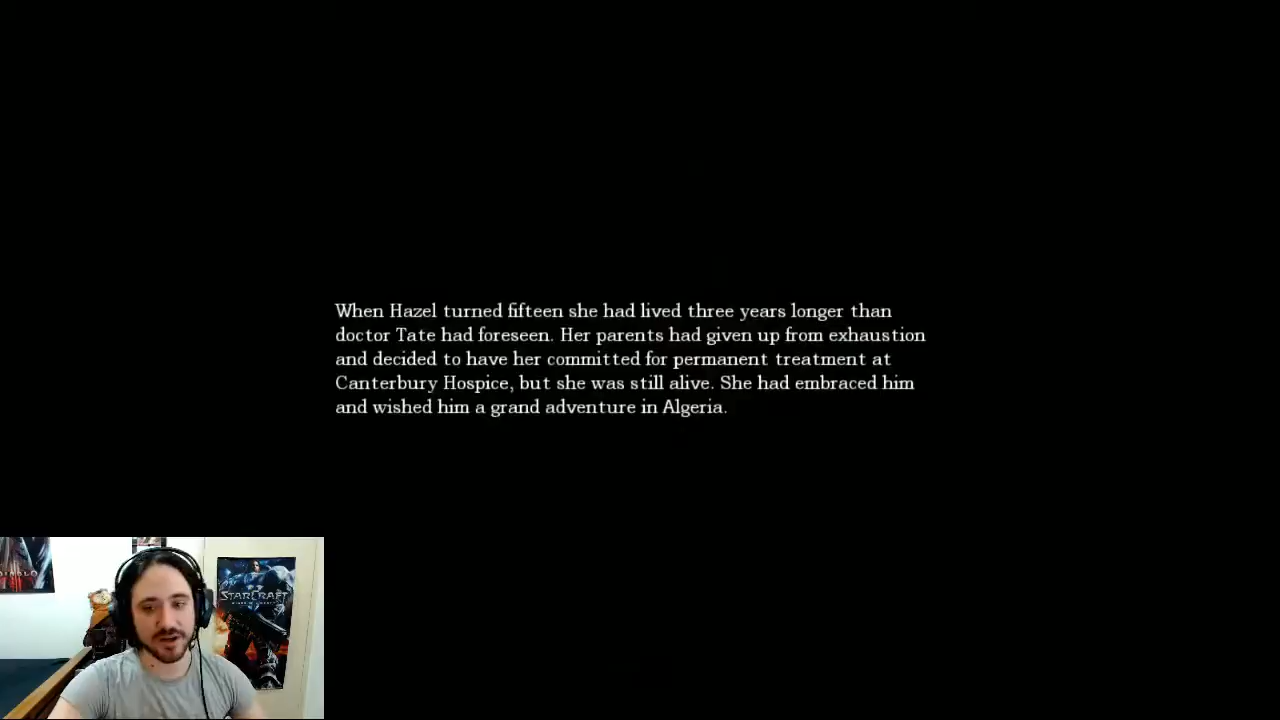 When Hazel turned fifteen she had lived three years longer than
doctor Tate had foreseen. Her parents had given up from exhaustion
and decided to have her committed for permanent treatment at
Canterbury Hospice, but she was still alive. She had embraced him
and wished him a grand adventure in Algeria.
STARCRAFT